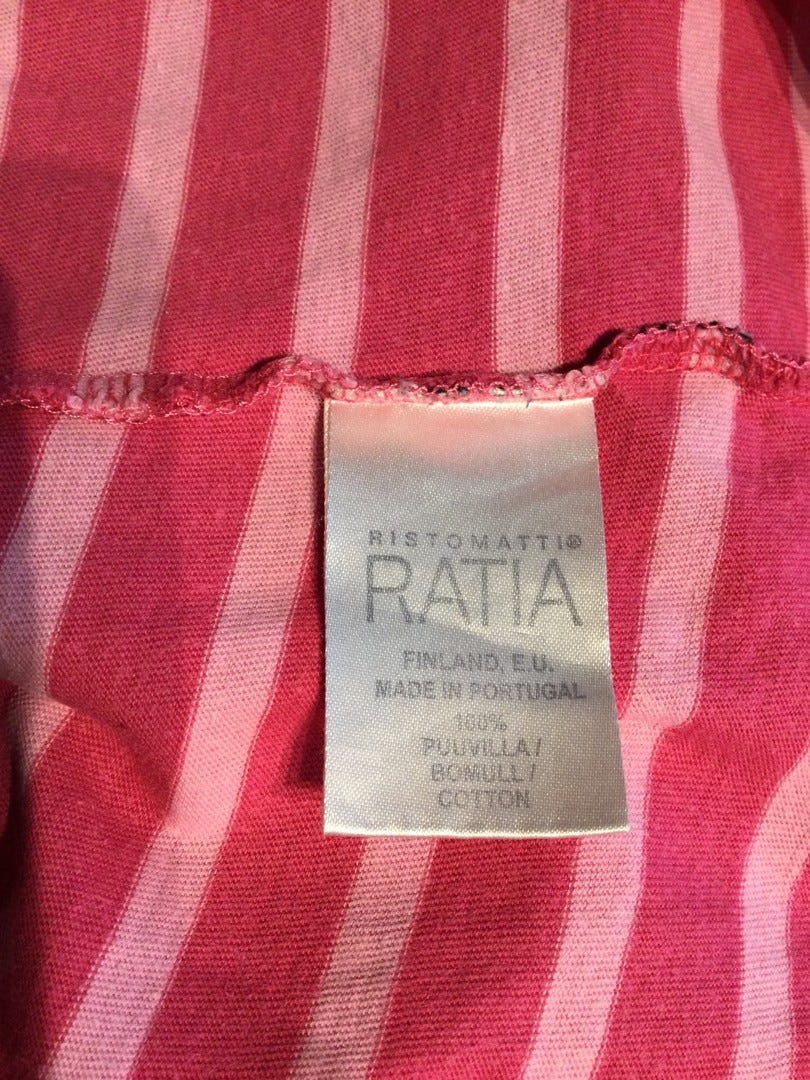 RISTOMATTI®
RATIA
FINLAND, E.U.
MADE IN PORTUGAL
100%
PUUVILLA/
BOMULL/
COTTON